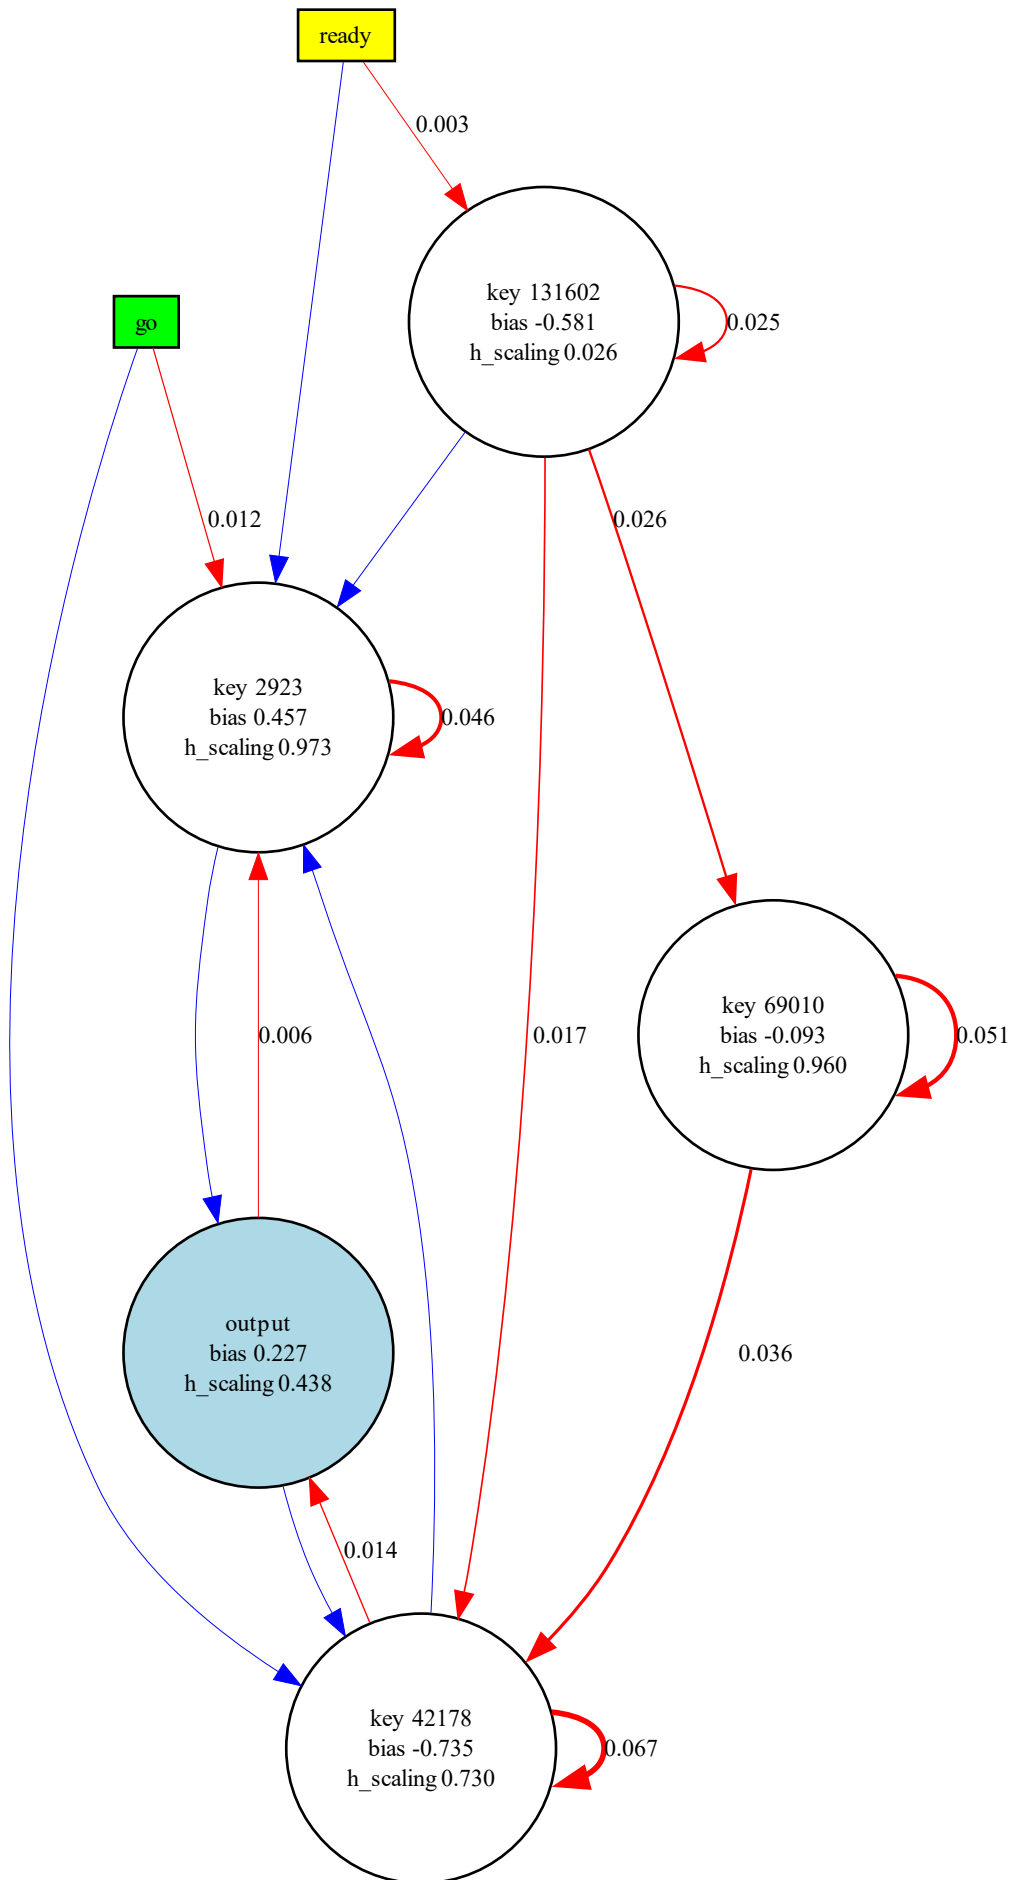 ready
0.003
key 131602
bias -0.581
h_scaling 0.026
0.025
go
0.012
0.026
key 2923
bias 0.457
h_scaling 0.973
0.046
key 69010
bias -0.093
h_scaling 0.960
0.051
0.006
0.017
output
bias 0.227
h_scaling 0.438
0.036
0.014
key 42178
bias -0.735
h_scaling 0.730
0.067